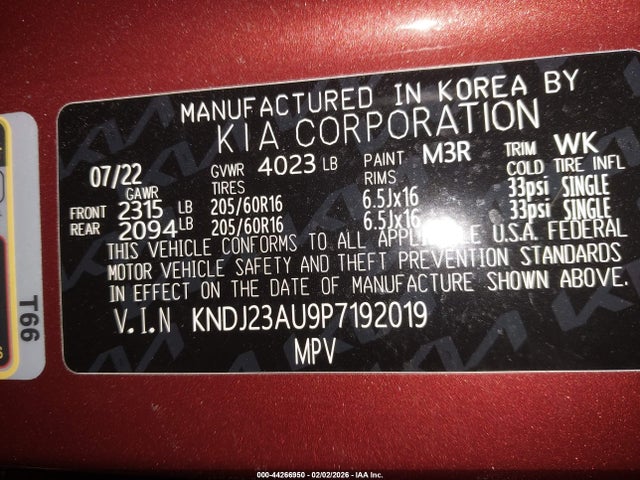 MANUFACTURED IN KOREA BY
KIA CORPORATION
07/22 GVWR 4023 LB PAINT M3R TRIM WK
GAWR TIRES RIMS COLD TIRE INFL
FRONT 2315 LB 205/60R16 6.5Jx16 33psi SINGLE
REAR 2094 LB 205/60R16 6.5Jx16 33psi SINGLE
THIS VEHICLE CONFORMS TO ALL U.S.A. FEDERAL
MOTOR VEHICLE SAFETY AND THEFT PREVENTION STANDARDS
IN EFFECT ON THE DATE OF MANUFACTURE SHOWN ABOVE.
V.I.N KNDJ23AU9P7192019
MPV
T66
000-44266950 - 02/02/2026 - IAA Inc.